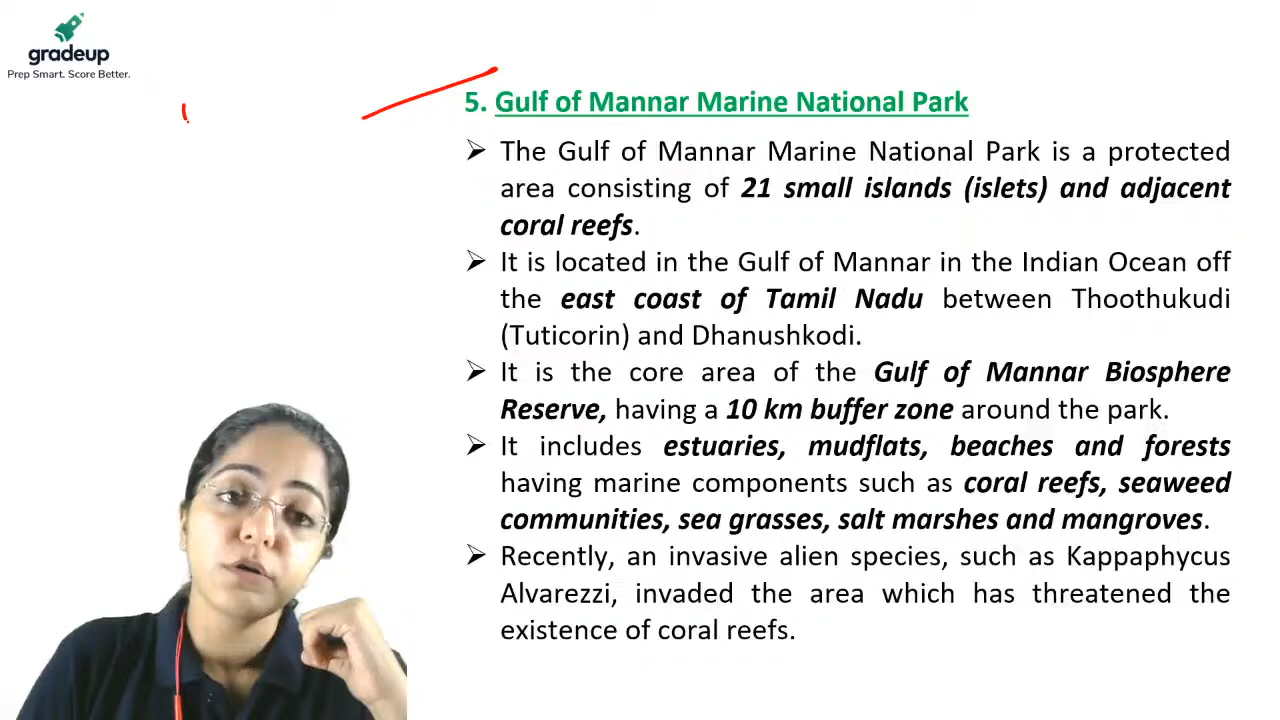 gradeup
Prep Smart. Score Better.
5. Gulf of Mannar Marine National Park
➢ The Gulf of Mannar Marine National Park is a protected
area consisting of 21 small islands (islets) and adjacent
coral reefs.
➢ It is located in the Gulf of Mannar in the Indian Ocean off
the east coast of Tamil Nadu between Thoothukudi
(Tuticorin) and Dhanushkodi.
➢ It is the core area of the Gulf of Mannar Biosphere
Reserve, having a 10 km buffer zone around the park.
➢ It includes estuaries, mudflats, beaches and forests
having marine components such as coral reefs, seaweed
communities, sea grasses, salt marshes and mangroves.
➢ Recently, an invasive alien species, such as Kappaphycus
Alvarezzi, invaded the area which has threatened the
existence of coral reefs.